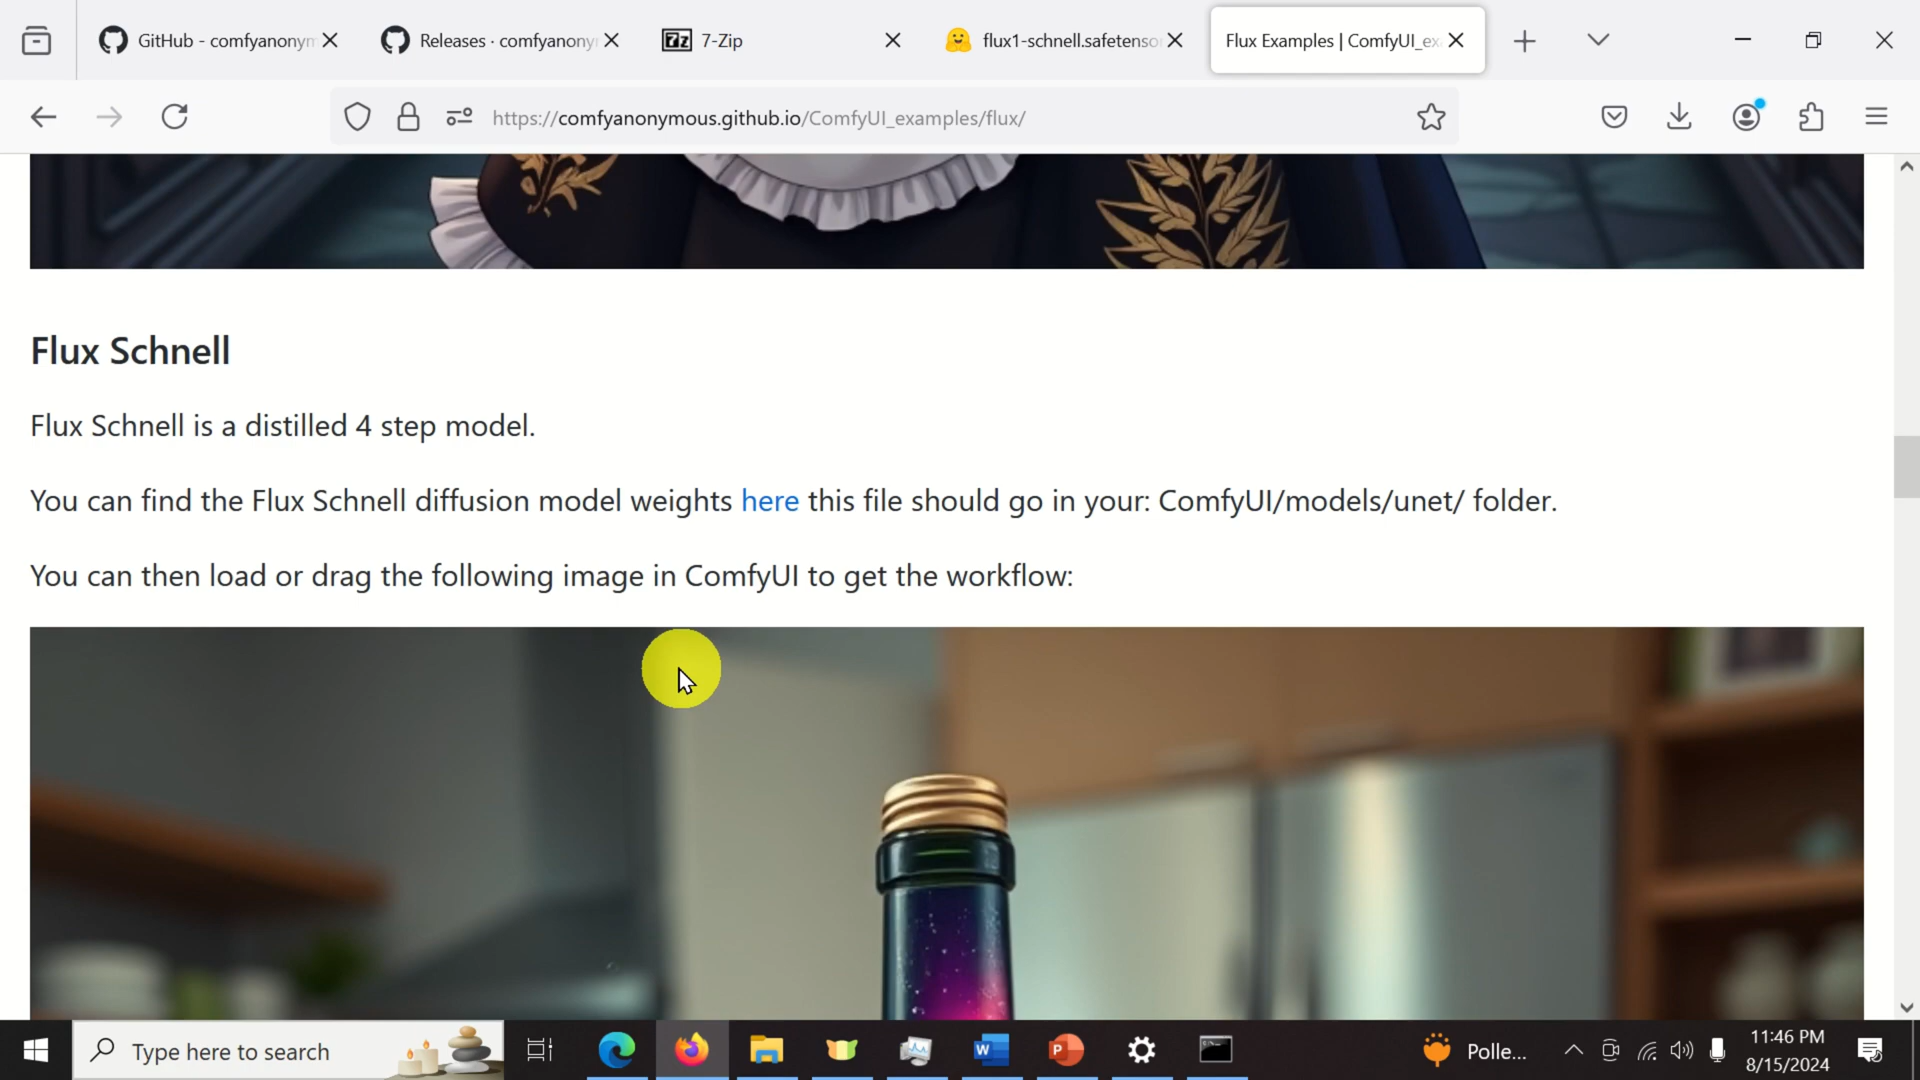 GitHub - comfyanonym
Releases · comfyanony
7z 7-Zip
flux1-schnell.safetenso
Flux Examples | ComfyUI_ex
https://comfyanonymous.github.io/ComfyUI_examples/flux/
Flux Schnell
Flux Schnell is a distilled 4 step model.
You can find the Flux Schnell diffusion model weights here this file should go in your: ComfyUI/models/unet/ folder.
You can then load or drag the following image in ComfyUI to get the workflow:
Type here to search
W
P
Polle...
11:46 PM
8/15/2024